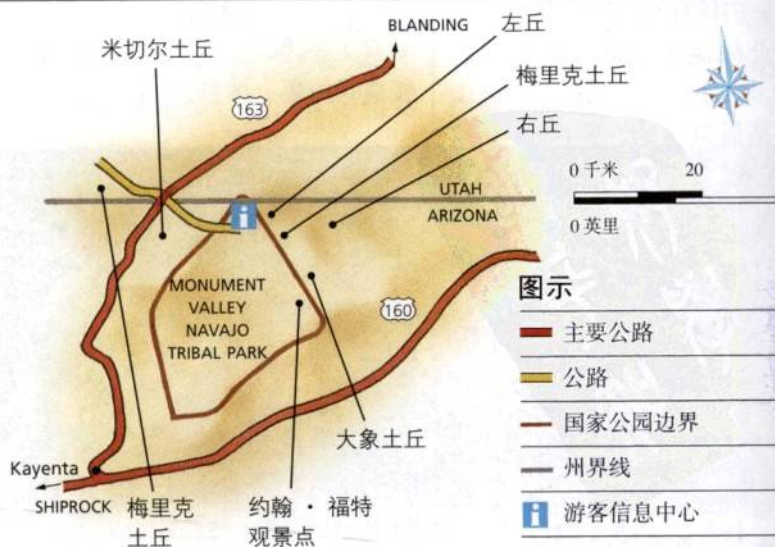 BLANDING
左丘
米切尔土丘
梅里克土丘
163
右丘
0 千米 20
UTAH
ARIZONA
0 英里
MONUMENT
VALLEY
NAVAJO
TRIBAL PARK
160
图示
主要公路
公路
国家公园边界
州界线
i 游客信息中心
大象土丘
Kayenta
SHIPROCK
梅里克
土丘
约翰·福特
观景点